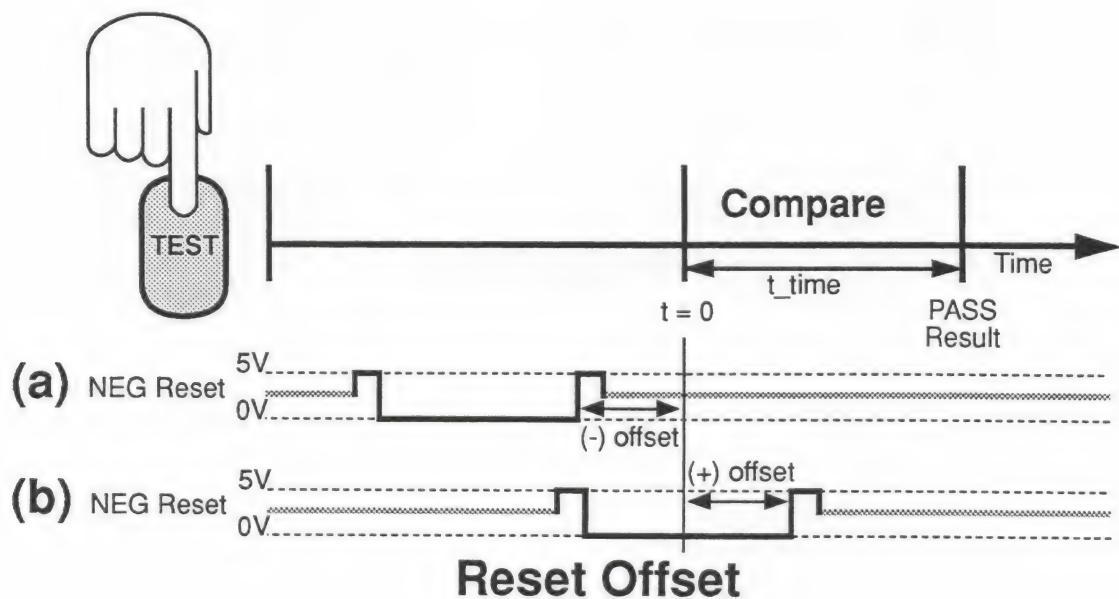 TEST
Compare
Time
t_time
t = 0
PASS
Result
(a) NEG Reset
5V
0V
(-) offset
(b) NEG Reset
5V
0V
(+) offset
Reset Offset